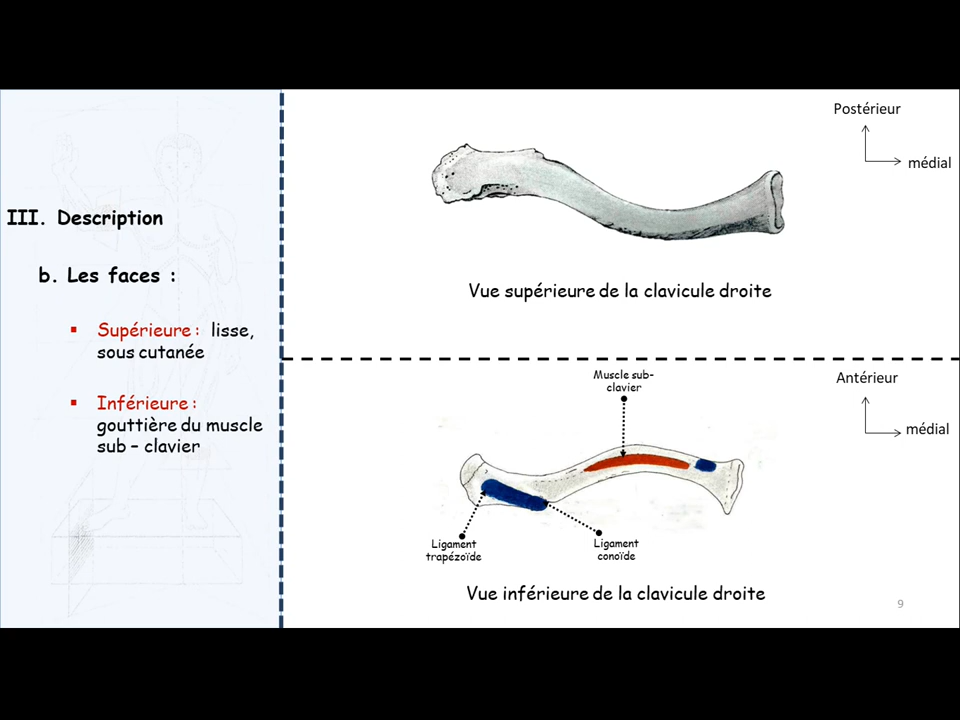 III. Description
b. Les faces :
▪ Supérieure : lisse,
sous cutanée
▪ Inférieure :
gouttière du muscle
sub – clavier
Postérieur
médial
Vue supérieure de la clavicule droite
Muscle sub-
clavier
Antérieur
médial
Ligament
trapézoïde
Ligament
conoïde
Vue inférieure de la clavicule droite
9